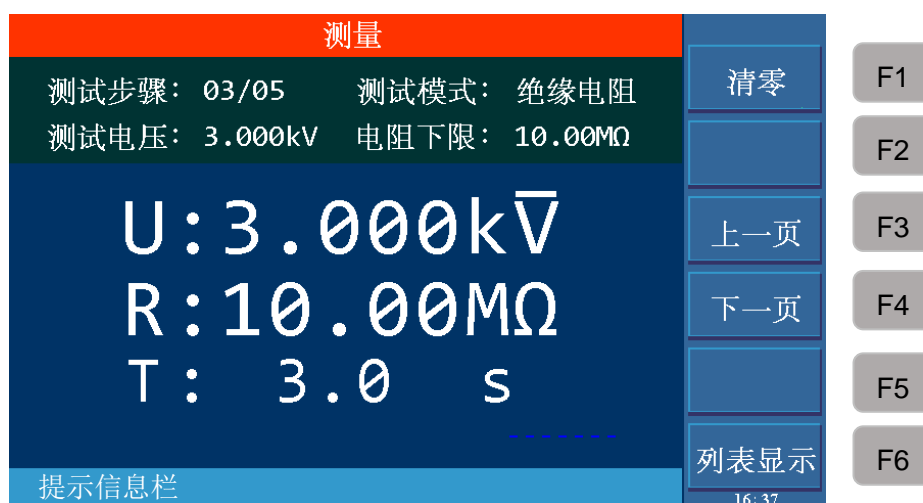 测量
测试步骤: 03/05 测试模式: 绝缘电阻
测试电压: 3.000kV 电阻下限: 10.00MΩ
U:3.000kV̅
R:10.00MΩ
T: 3.0 s
-------
提示信息栏
清零
上一页
下一页
列表显示
16:37
F1
F2
F3
F4
F5
F6